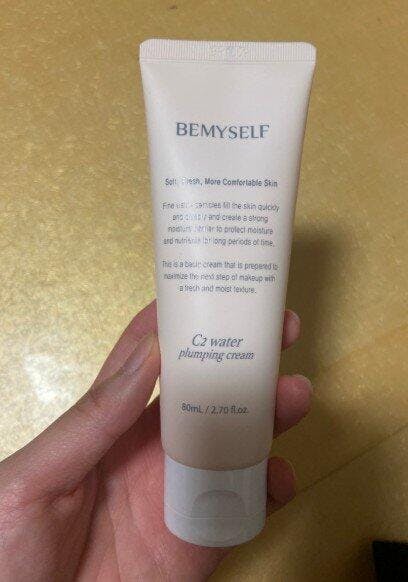 BEMYSELF
Soft, Fresh, More Comfortable Skin
Fine water particles fill the skin quickly
and deeply and create a strong
moisture barrier to protect moisture
and nutrients for long periods of time.
This is a basic cream that is prepared to
maximize the next step of makeup with
a fresh and moist texture.
C2 water
plumping cream
80mL / 2.70 fl.oz.